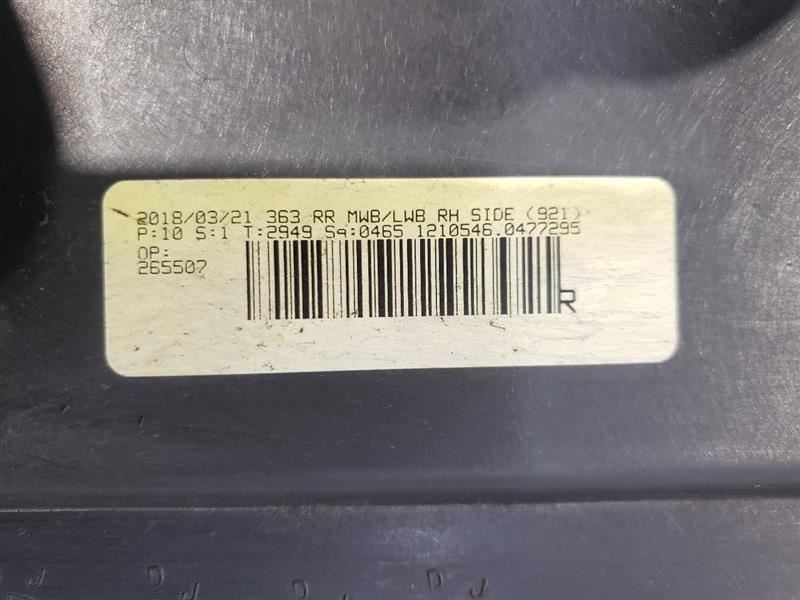 2018/03/21 363 RR MWB/LWB RH SIDE (921)
P:10 S:1 T:2949 Sq:0465 1210546.0477295
OP:
265507
R